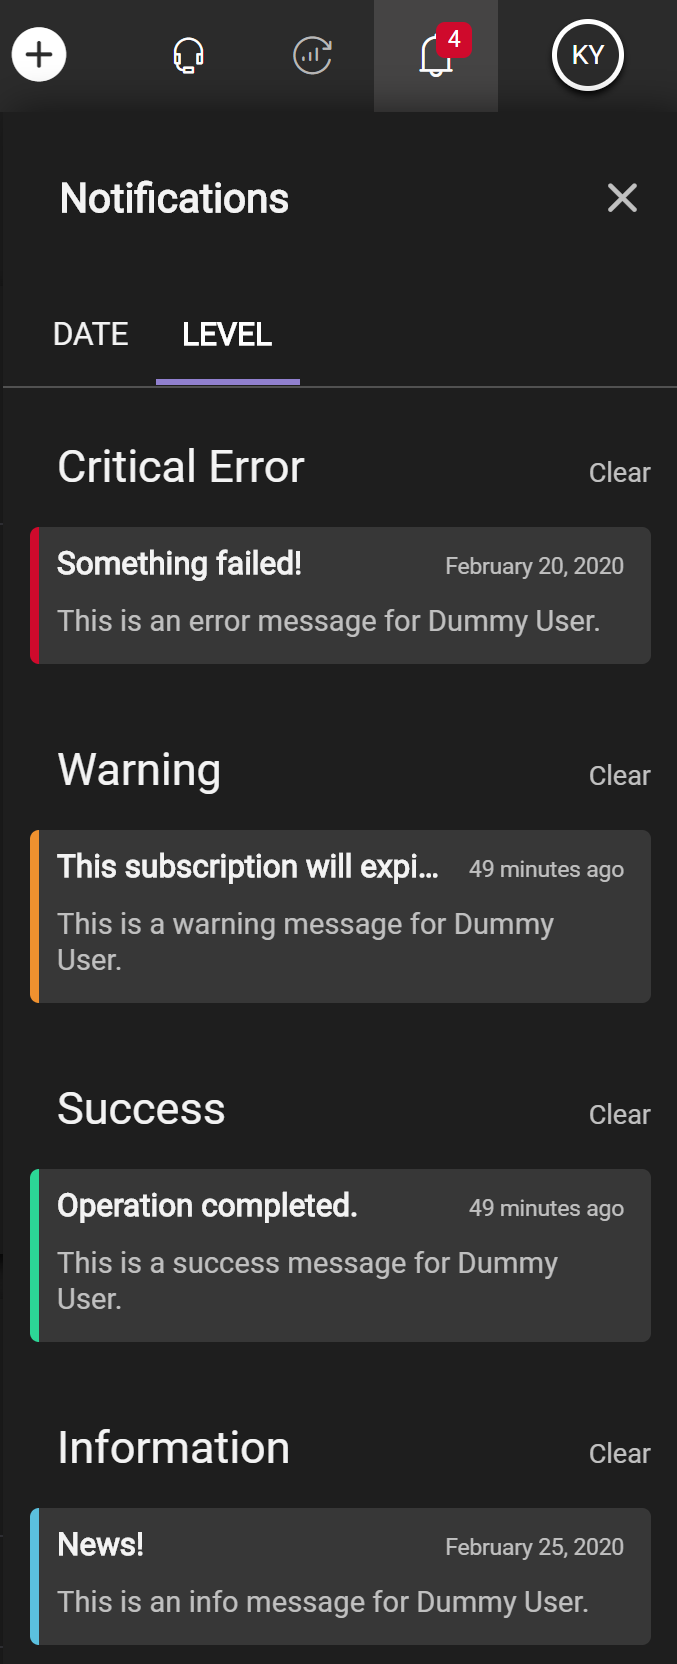 4
KY
Notifications
DATE LEVEL
Critical Error Clear
Something failed! February 20, 2020
This is an error message for Dummy User.
Warning Clear
This subscription will expi... 49 minutes ago
This is a warning message for Dummy
User.
Success Clear
Operation completed. 49 minutes ago
This is a success message for Dummy
User.
Information Clear
News! February 25, 2020
This is an info message for Dummy User.